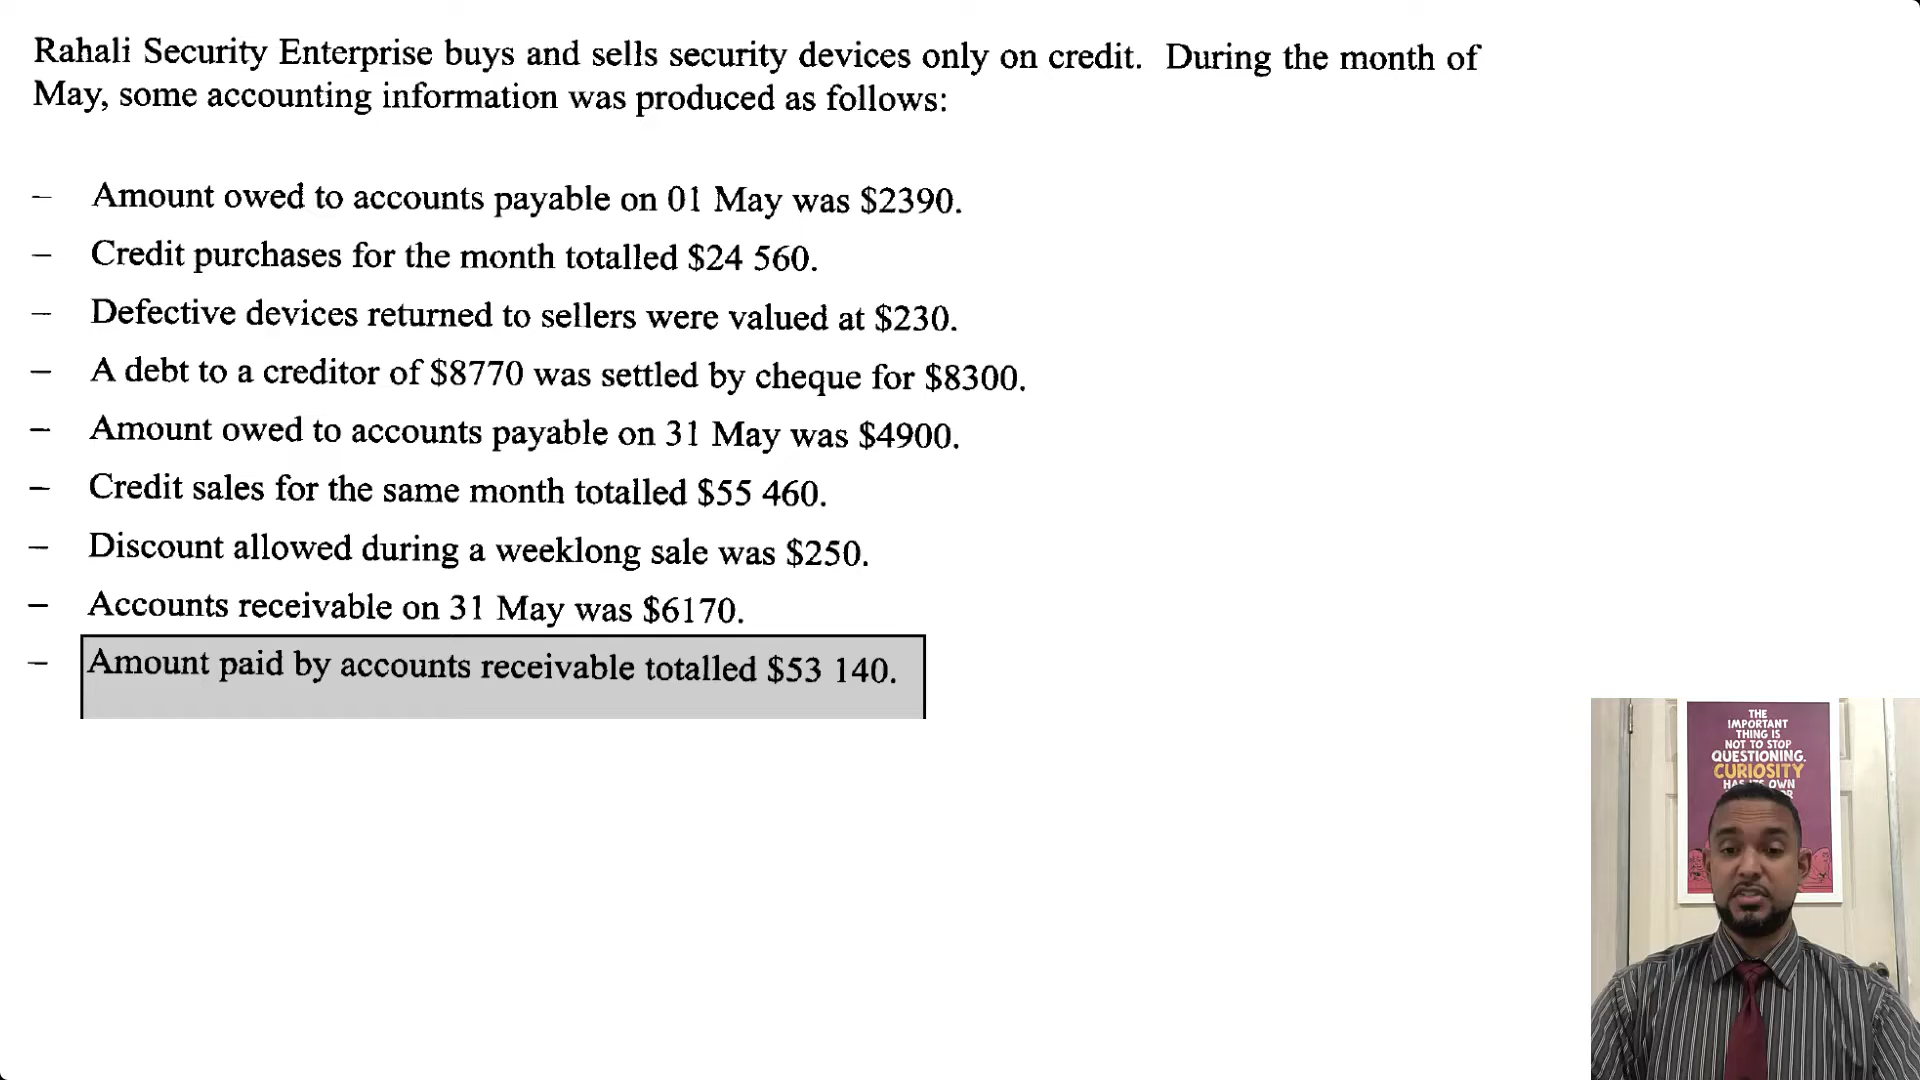 Rahali Security Enterprise buys and sells security devices only on credit. During the month of
May, some accounting information was produced as follows:
– Amount owed to accounts payable on 01 May was $2390.
– Credit purchases for the month totalled $24 560.
– Defective devices returned to sellers were valued at $230.
– A debt to a creditor of $8770 was settled by cheque for $8300.
– Amount owed to accounts payable on 31 May was $4900.
– Credit sales for the same month totalled $55 460.
– Discount allowed during a weeklong sale was $250.
– Accounts receivable on 31 May was $6170.
– Amount paid by accounts receivable totalled $53 140.
THE
IMPORTANT
THING IS
NOT TO STOP
QUESTIONING.
CURIOSITY
OWN